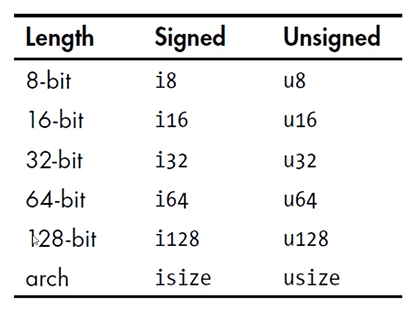 Length Signed Unsigned
8-bit i8 u8
16-bit i16 u16
32-bit i32 u32
64-bit i64 u64
128-bit i128 u128
arch isize usize